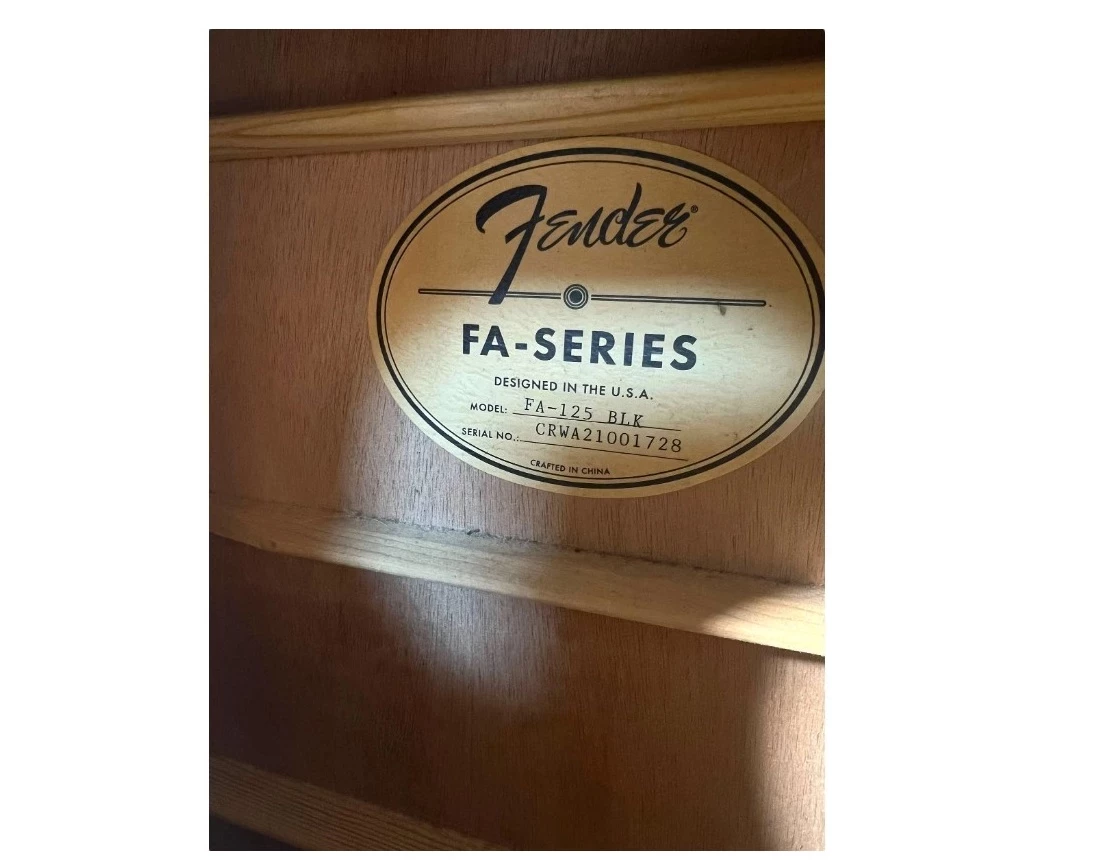 Fender®
FA-SERIES
DESIGNED IN THE U.S.A.
MODEL: FA-125 BLK
SERIAL NO.: CRWA21001728
CRAFTED IN CHINA